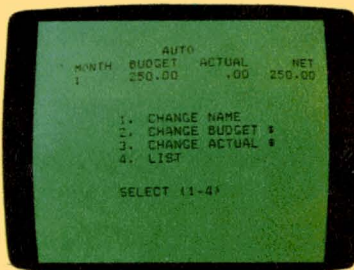 AUTO
MONTH BUDGET ACTUAL NET
1 250.00 .00 250.00
1. CHANGE NAME
2. CHANGE BUDGET $
3. CHANGE ACTUAL $
4. LIST
SELECT (1-4)